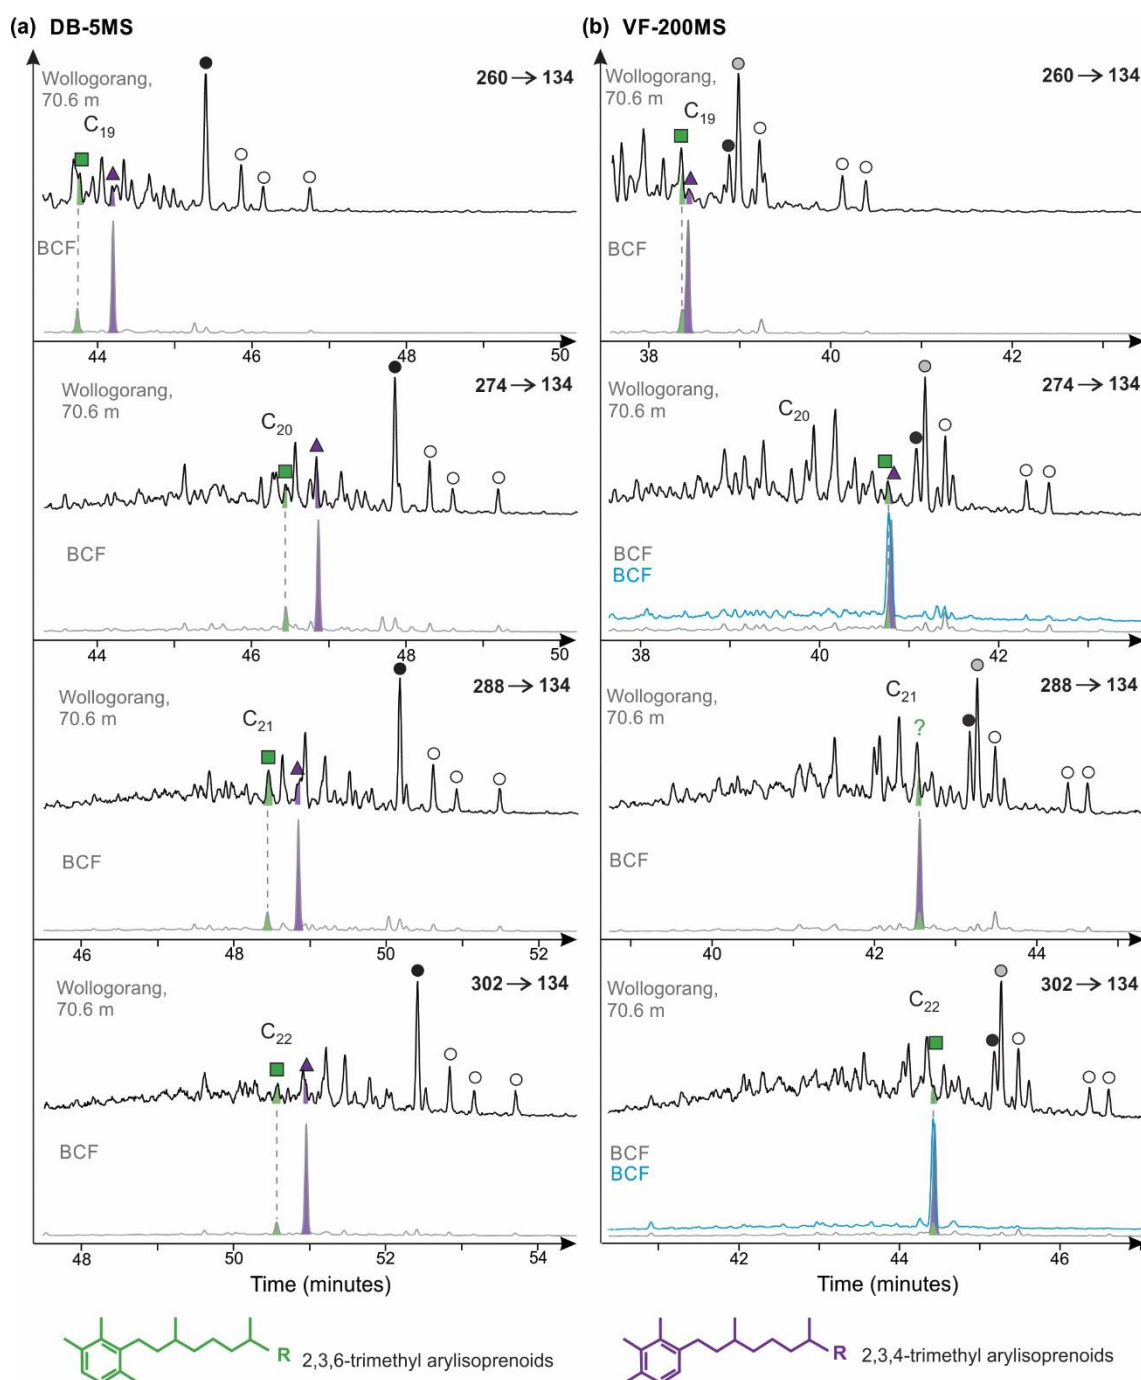 (a) DB-5MS
Wollogorang,
70.6 m
260→134
C19
BCF
44 46 48 50
Wollogorang,
70.6 m
274→134
C20
BCF
44 46 48 50
Wollogorang,
70.6 m
288→134
C21
BCF
46 48 50 52
Wollogorang,
70.6 m
302→134
C22
BCF
48 50 52 54
Time (minutes)
R 2,3,6-trimethyl arylisoprenoids
(b) VF-200MS
Wollogorang,
70.6 m
260→134
C19
BCF
38 40 42
Wollogorang,
70.6 m
274→134
C20
BCF
BCF
38 40 42
Wollogorang,
70.6 m
288→134
C21
?
BCF
40 42 44
Wollogorang,
70.6 m
302→134
C22
BCF
BCF
42 44 46
Time (minutes)
R 2,3,4-trimethyl arylisoprenoids